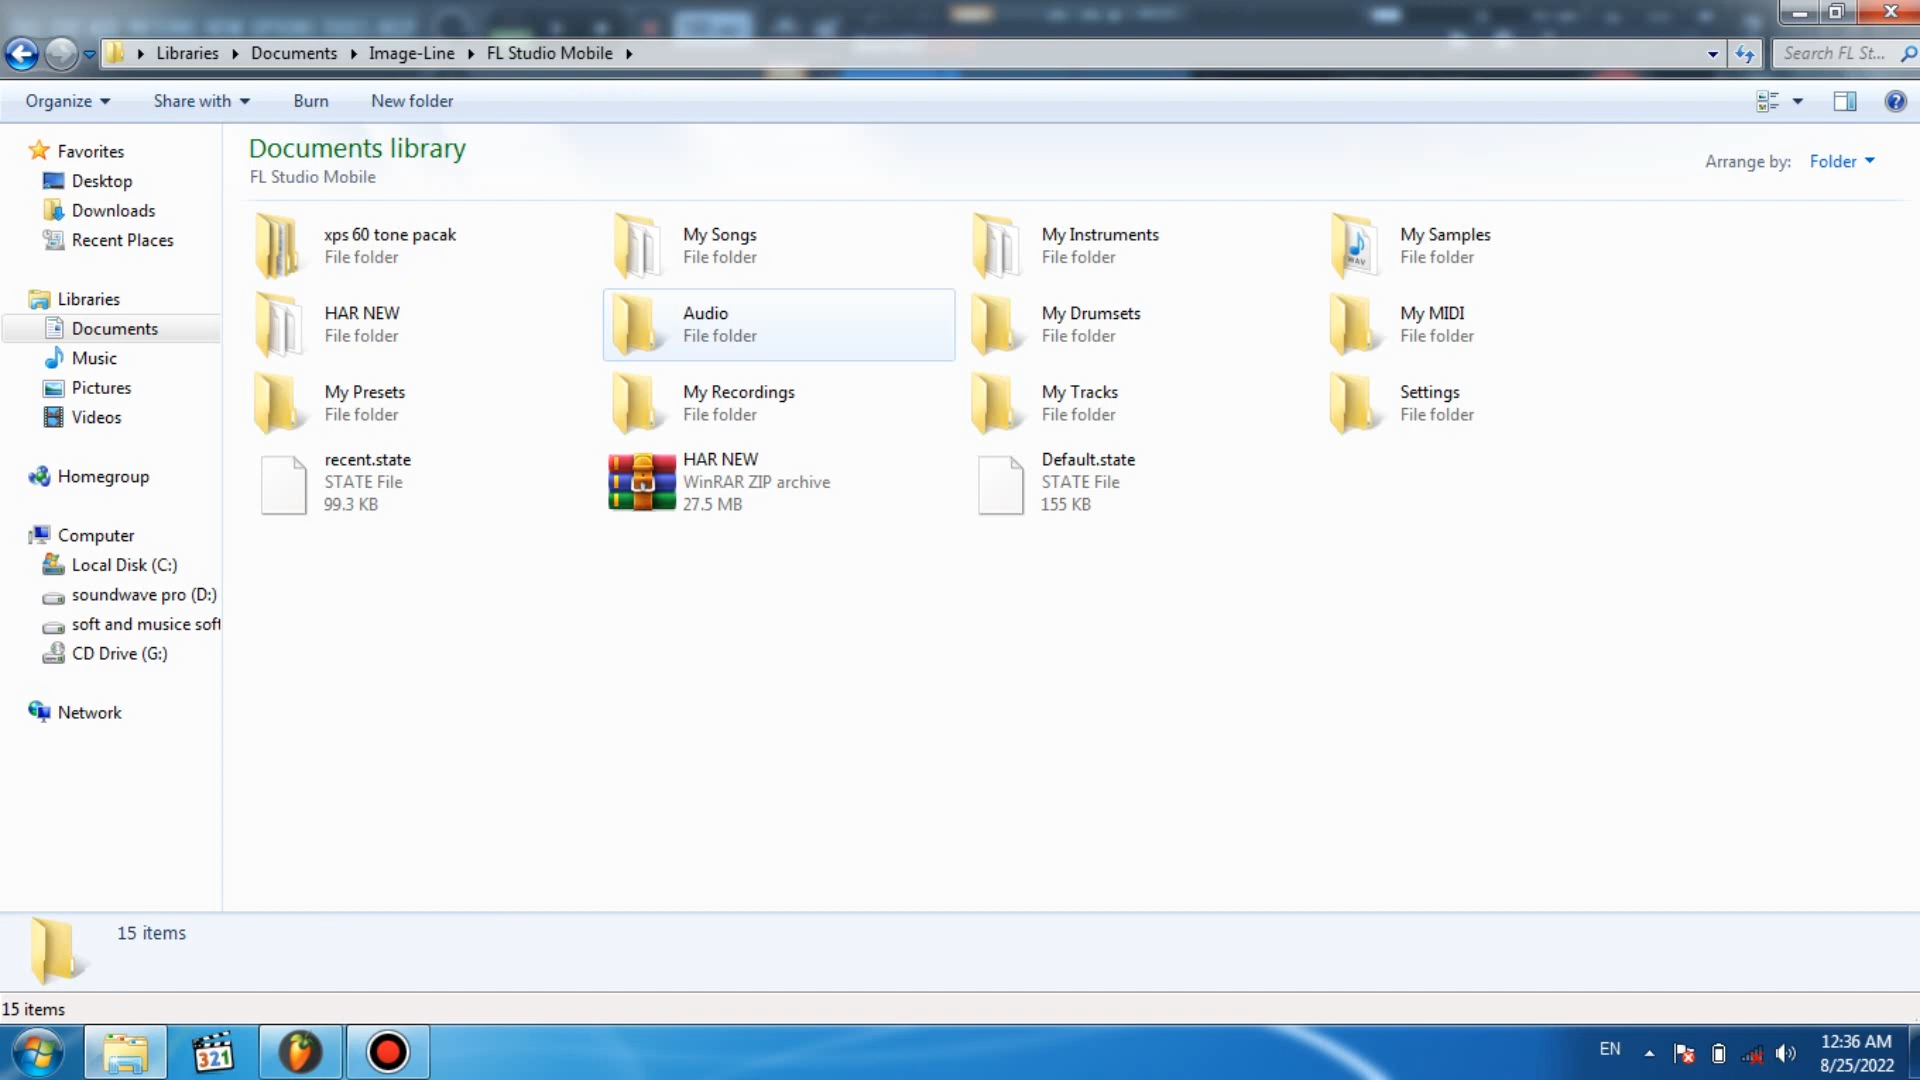 Libraries Documents Image-Line FL Studio Mobile
Search FL St...
Organize Share with Burn New folder
Favorites
Desktop
Downloads
Recent Places
Libraries
Documents
Music
Pictures
Videos
Homegroup
Computer
Local Disk (C:)
soundwave pro (D:)
soft and musice soft
CD Drive (G:)
Network
Documents library
FL Studio Mobile
Arrange by: Folder
xps 60 tone pacak
File folder
My Songs
File folder
My Instruments
File folder
My Samples
File folder
WAV
HAR NEW
File folder
Audio
File folder
My Drumsets
File folder
My MIDI
File folder
My Presets
File folder
My Recordings
File folder
My Tracks
File folder
Settings
File folder
recent.state
STATE File
99.3 KB
HAR NEW
WinRAR ZIP archive
27.5 MB
Default.state
STATE File
155 KB
15 items
15 items
321
EN
12:36 AM
8/25/2022